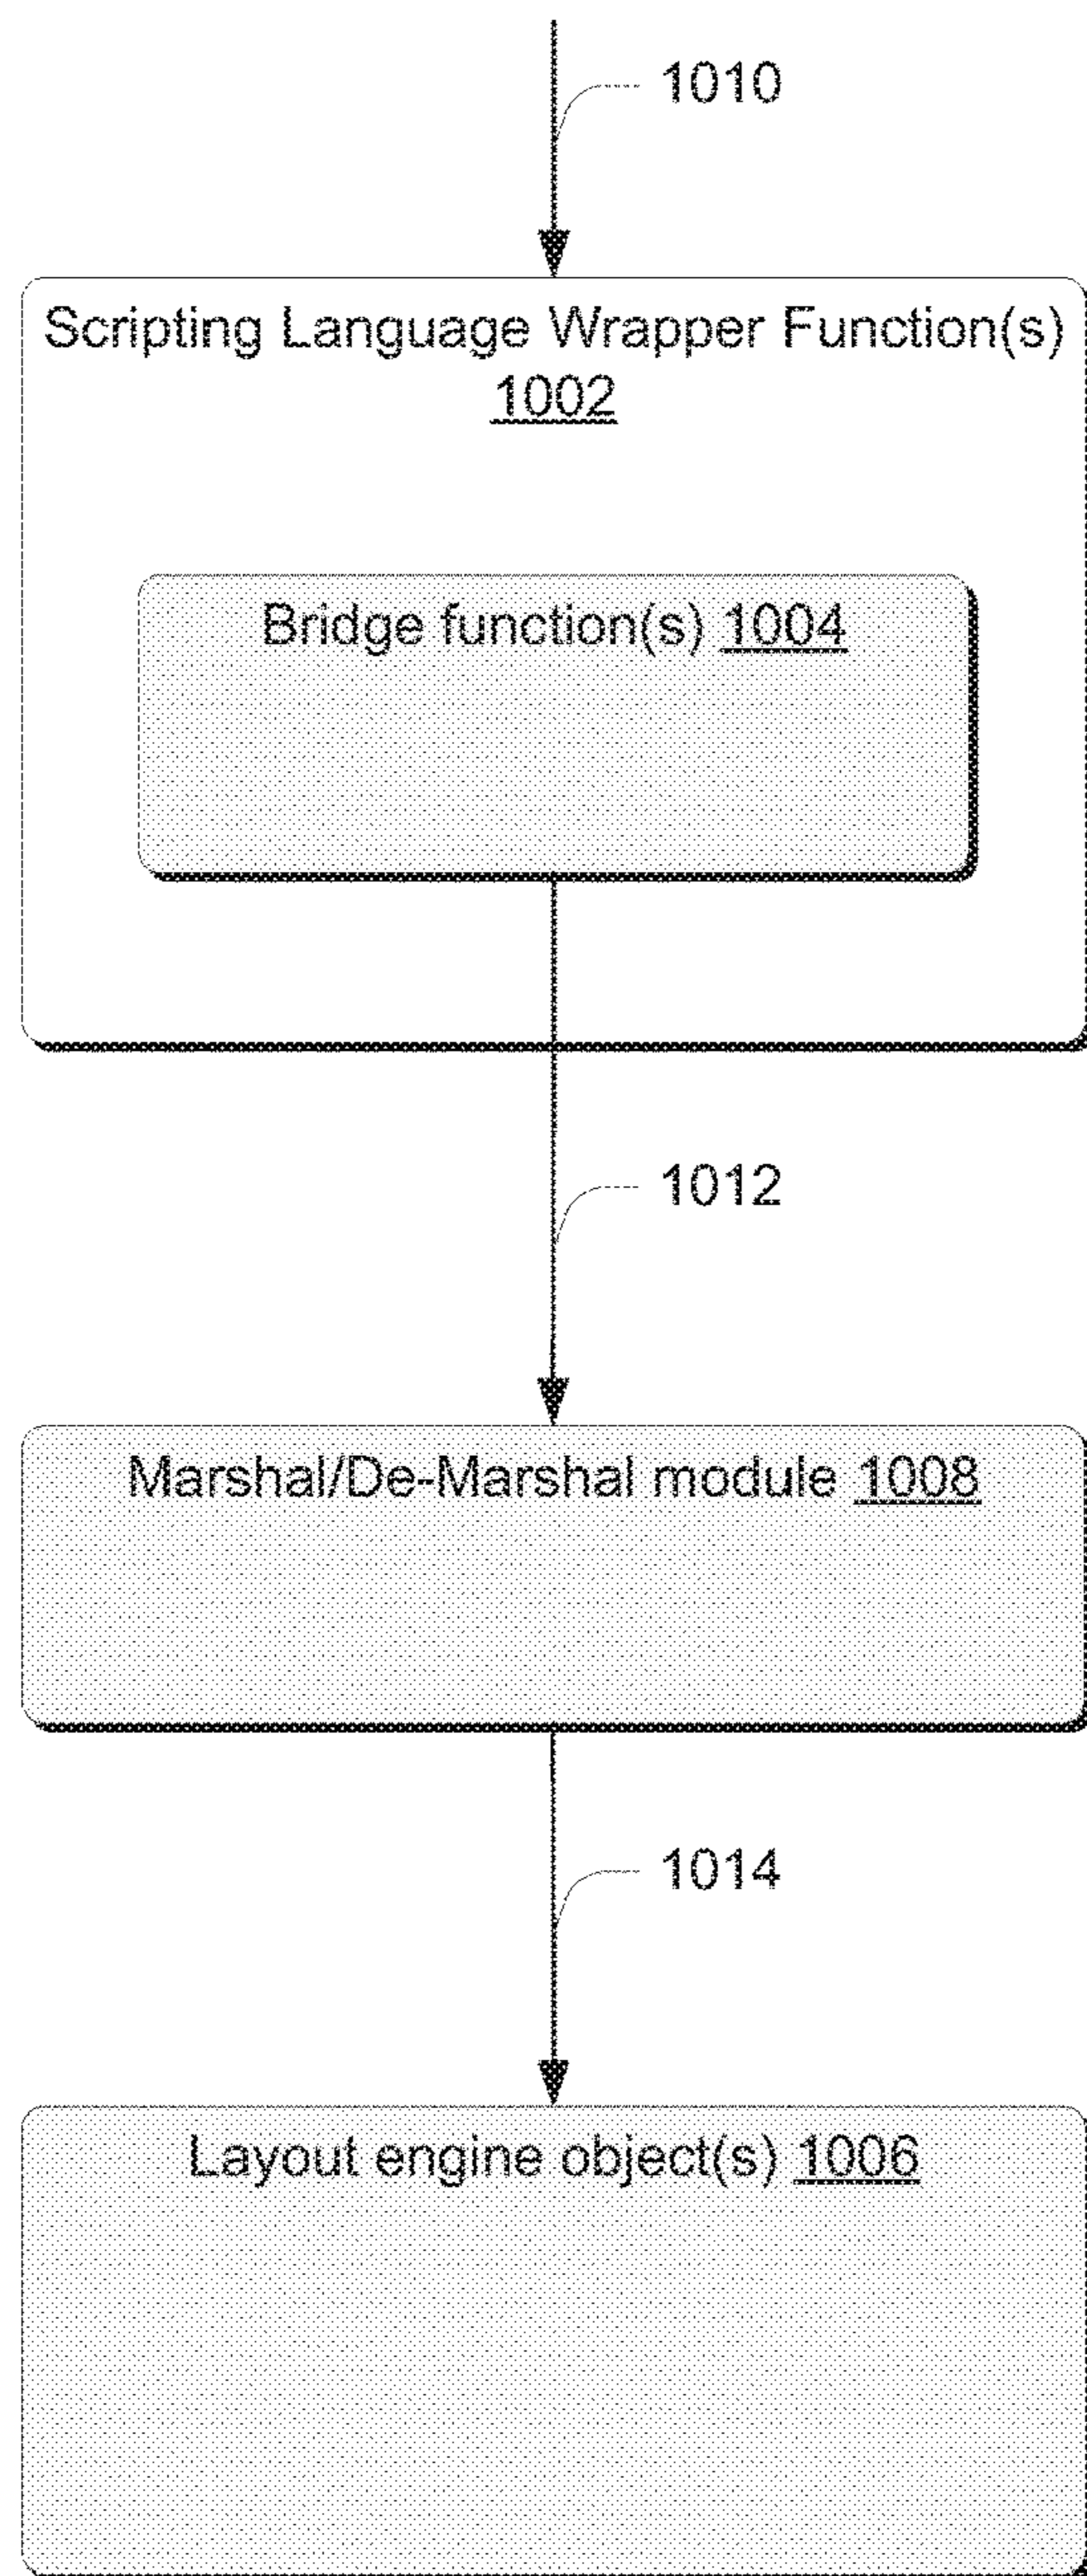 1010
Scripting Language Wrapper Function(s)
1002
Bridge function(s) 1004
1012
Marshal/De-Marshal module 1008
1014
Layout engine object(s) 1006